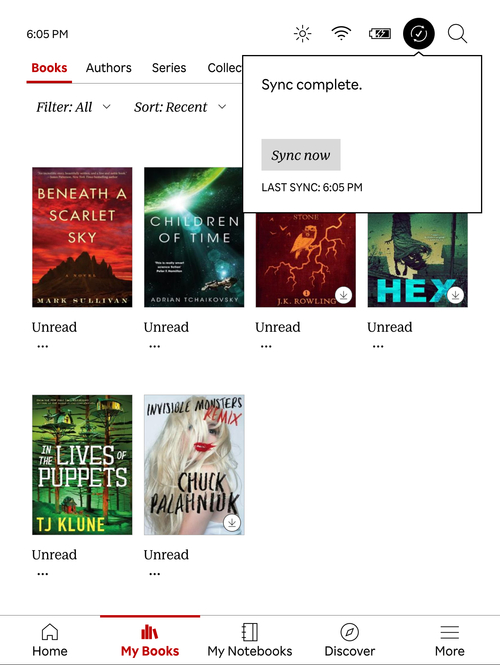 6:05 PM
Books Authors Series Collec
Sync complete.
Filter: All Sort: Recent
Sync now
LAST SYNC: 6:05 PM
BENEATH A
SCARLET
SKY
A NOVEL
MARK SULLIVAN
CHILDREN
OF TIME
ADRIAN TCHAIKOVSKY
STONE
J.K. ROWLING
HEX
Unread Unread Unread Unread
... ... ... ...
IN
THE LIVES OF
PUPPETS
TJ KLUNE
INVISIBLE MONSTERS
REMIX
CHUCK
PALAHNIUK
Unread Unread
... ...
Home My Books My Notebooks Discover More